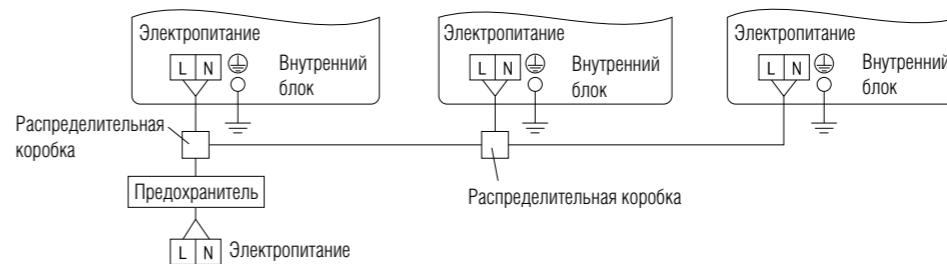 Электропитание
L N
Внутренний
блок
Электропитание
L N
Внутренний
блок
Электропитание
L N
Внутренний
блок
Распределительная
коробка
Распределительная коробка
Предохранитель
L N Электропитание